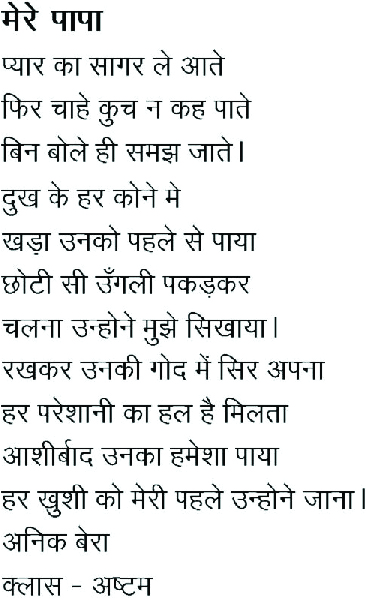 मेरे पापा
प्यार का सागर ले आते
फिर चाहे कुच न कह पाते
बिन बोले ही समझ जाते।
दुख के हर कोने मे
खड़ा उनको पहले से पाया
छोटी सी उँगली पकड़कर
चलना उन्होने मुझे सिखाया।
रखकर उनकी गोद में सिर अपना
हर परेशानी का हल है मिलता
आशीर्बाद उनका हमेशा पाया
हर खुशी को मेरी पहले उन्होने जाना।
अनिक बेरा
क्लास - अष्टम